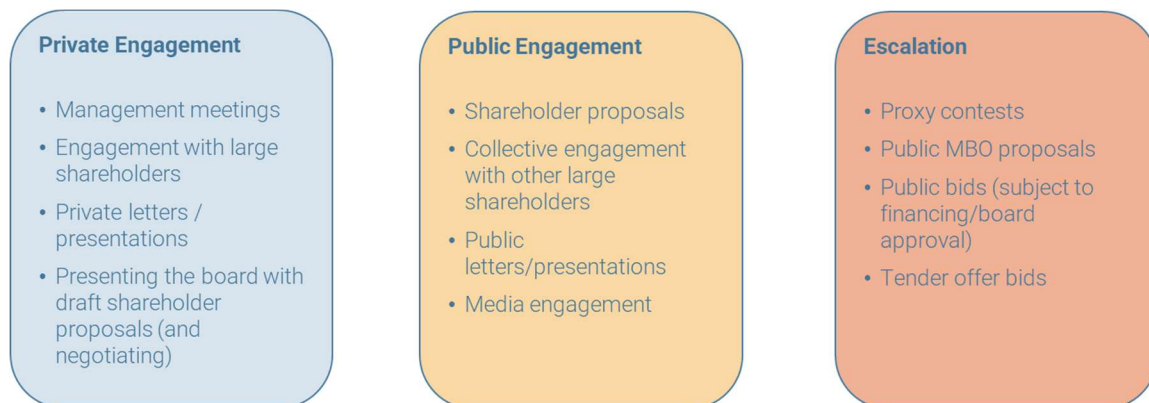 Private Engagement
• Management meetings
• Engagement with large
shareholders
• Private letters /
presentations
• Presenting the board with
draft shareholder
proposals (and
negotiating)
Public Engagement
• Shareholder proposals
• Collective engagement
with other large
shareholders
• Public
letters/presentations
• Media engagement
Escalation
• Proxy contests
• Public MBO proposals
• Public bids (subject to
financing/board
approval)
• Tender offer bids